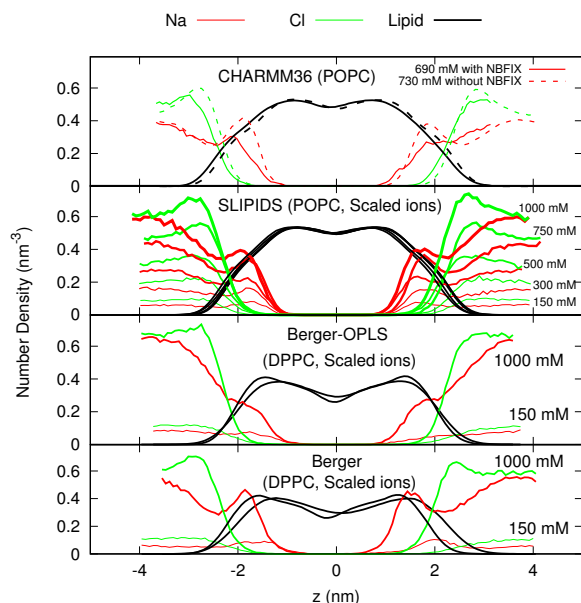 Na Cl Lipid
CHARMM36 (POPC)
690 mM with NBFIX
730 mM without NBFIX
0.6
0.4
0.2
0
SLIPIDS (POPC, Scaled ions)
1000 mM
750 mM
500 mM
300 mM
150 mM
0.6
0.4
0.2
0
Berger-OPLS
(DPPC, Scaled ions)
1000 mM
150 mM
0.6
0.4
0.2
0
Berger
(DPPC, Scaled ions)
1000 mM
150 mM
0.6
0.4
0.2
0
-4 -2 0 2 4
z (nm)
Number Density (nm-3)